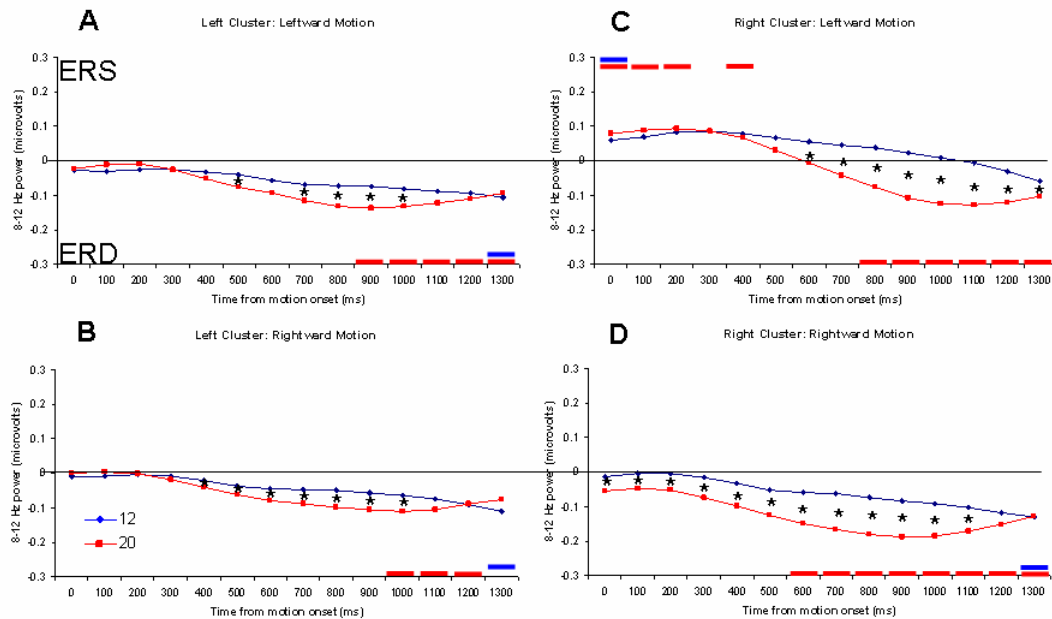 A
Left Cluster: Leftward Motion
0.3
ERS
0.2
0.1
0
-0.1
-0.2
ERD
-0.3
8-12 Hz power (microvolts)
0 100 200 300 400 500 600 700 800 900 1000 1100 1200 1300
Time from motion onset (ms)
C
Right Cluster: Leftward Motion
0.3
0.2
0.1
0
-0.1
-0.2
-0.3
8-12 Hz power (microvolts)
0 100 200 300 400 500 600 700 800 900 1000 1100 1200 1300
Time from motion onset (ms)
B
Left Cluster: Rightward Motion
0.3
0.2
0.1
0
-0.1
-0.2
-0.3
8-12 Hz power (microvolts)
12
20
0 100 200 300 400 500 600 700 800 900 1000 1100 1200 1300
Time from motion onset (ms)
D
Right Cluster: Rightward Motion
0.3
0.2
0.1
0
-0.1
-0.2
-0.3
8-12 Hz power (microvolts)
0 100 200 300 400 500 600 700 800 900 1000 1100 1200 1300
Time from motion onset (ms)